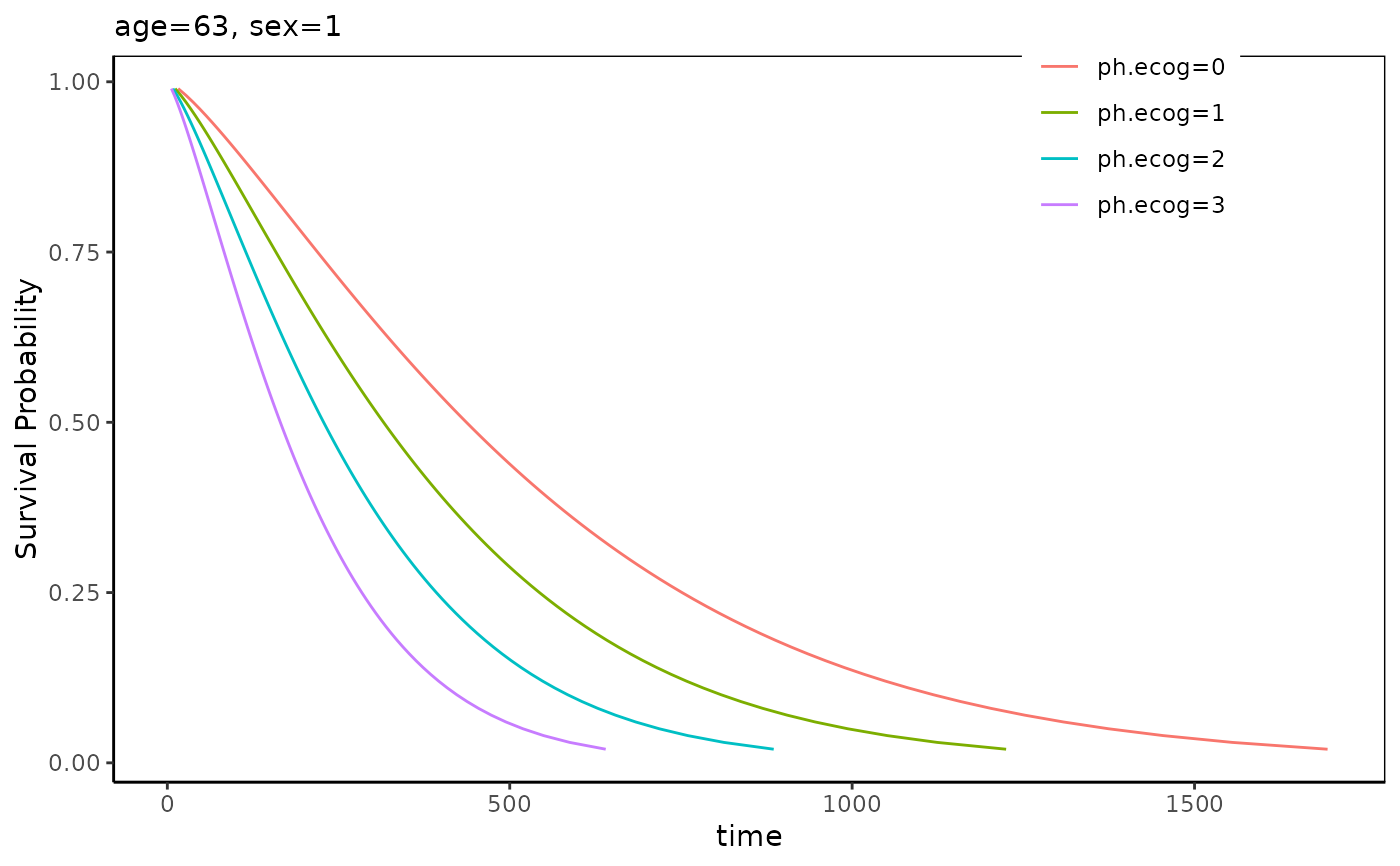 age=63, sex=1
ph.ecog=0
ph.ecog=1
ph.ecog=2
ph.ecog=3
Survival Probability
1.00
0.75
0.50
0.25
0.00
0 500 1000 1500
time